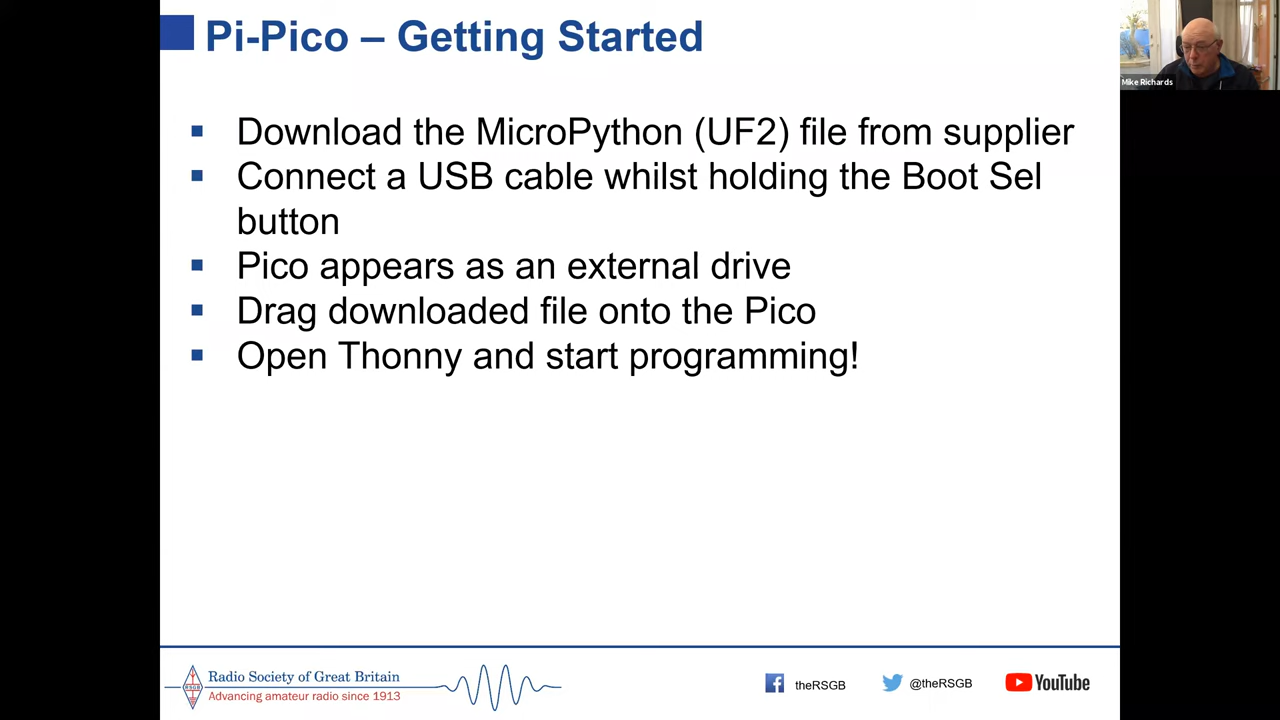 Pi-Pico – Getting Started
Mike Richards
Download the MicroPython (UF2) file from supplier
Connect a USB cable whilst holding the Boot Sel
button
Pico appears as an external drive
Drag downloaded file onto the Pico
Open Thonny and start programming!
RSGB
Radio Society of Great Britain
Advancing amateur radio since 1913
theRSGB
@theRSGB
YouTube